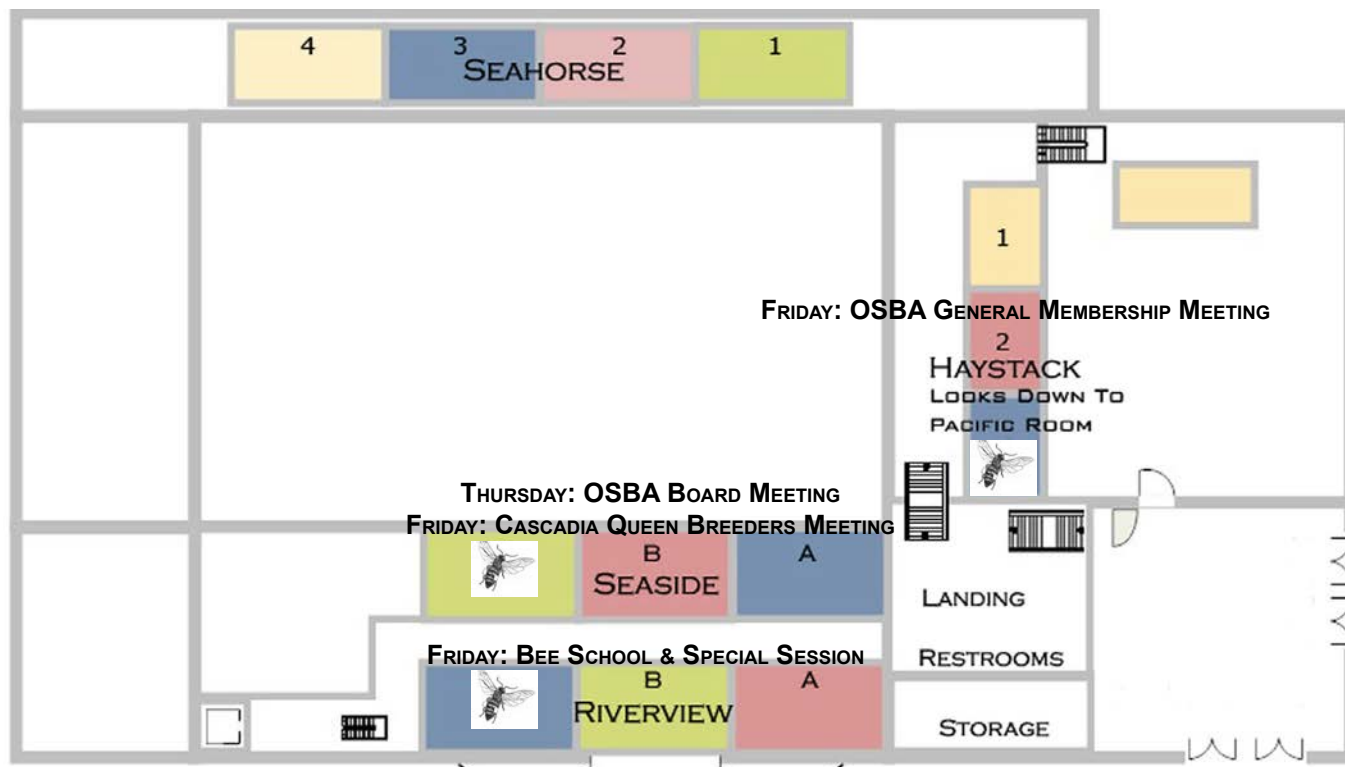 4
3
2
1
SEAHORSE
1
FRIDAY: OSBA GENERAL MEMBERSHIP MEETING
2
HAYSTACK
LOOKS DOWN TO
PACIFIC ROOM
THURSDAY: OSBA BOARD MEETING
FRIDAY: CASCADIA QUEEN BREEDERS MEETING
B
A
SEASIDE
LANDING
FRIDAY: BEE SCHOOL & SPECIAL SESSION
RESTROOMS
B
A
RIVERVIEW
STORAGE